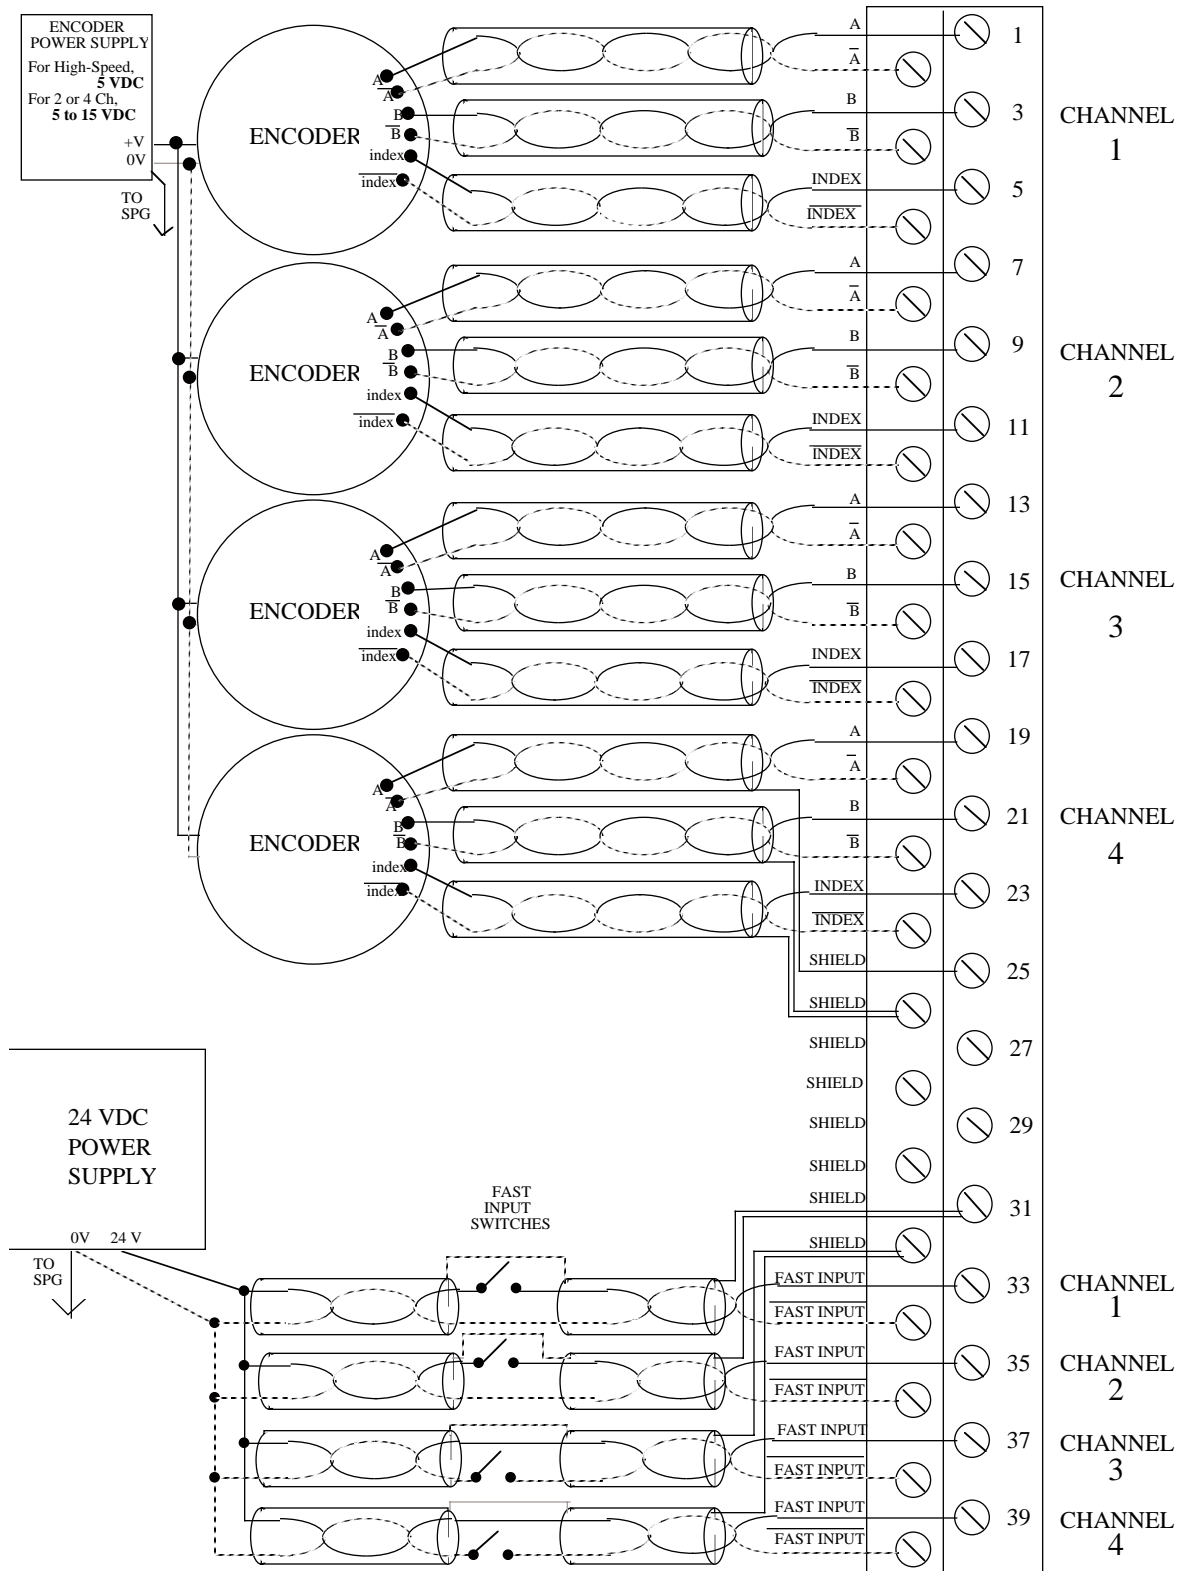 ENCODER
POWER SUPPLY
For High-Speed,
5 VDC
For 2 or 4 Ch,
5 to 15 VDC
+V
0V
TO
SPG
ENCODER
A
A
B
B
index
index
A
A
B
B
INDEX
INDEX
1
3
5
CHANNEL
1
ENCODER
A
A
B
B
index
index
A
A
B
B
INDEX
INDEX
7
9
11
CHANNEL
2
ENCODER
A
A
B
B
index
index
A
A
B
B
INDEX
INDEX
13
15
17
CHANNEL
3
ENCODER
A
A
B
B
index
index
A
A
B
B
INDEX
INDEX
19
21
23
CHANNEL
4
SHIELD
25
SHIELD
SHIELD
27
SHIELD
SHIELD
29
SHIELD
SHIELD
31
SHIELD
24 VDC
POWER
SUPPLY
0V 24 V
TO
SPG
FAST
INPUT
SWITCHES
FAST INPUT
33
FAST INPUT
CHANNEL
1
FAST INPUT
35
FAST INPUT
CHANNEL
2
FAST INPUT
37
FAST INPUT
CHANNEL
3
FAST INPUT
39
FAST INPUT
CHANNEL
4